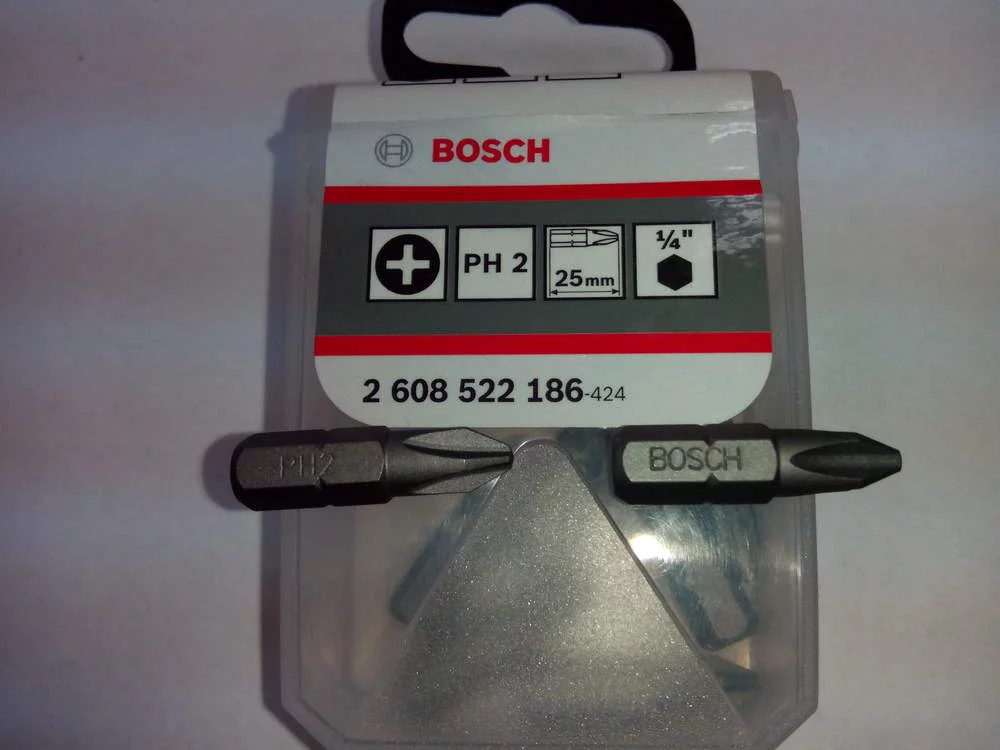 BOSCH
PH 2
25mm
1/4"
2 608 522 186-424
PH2
BOSCH